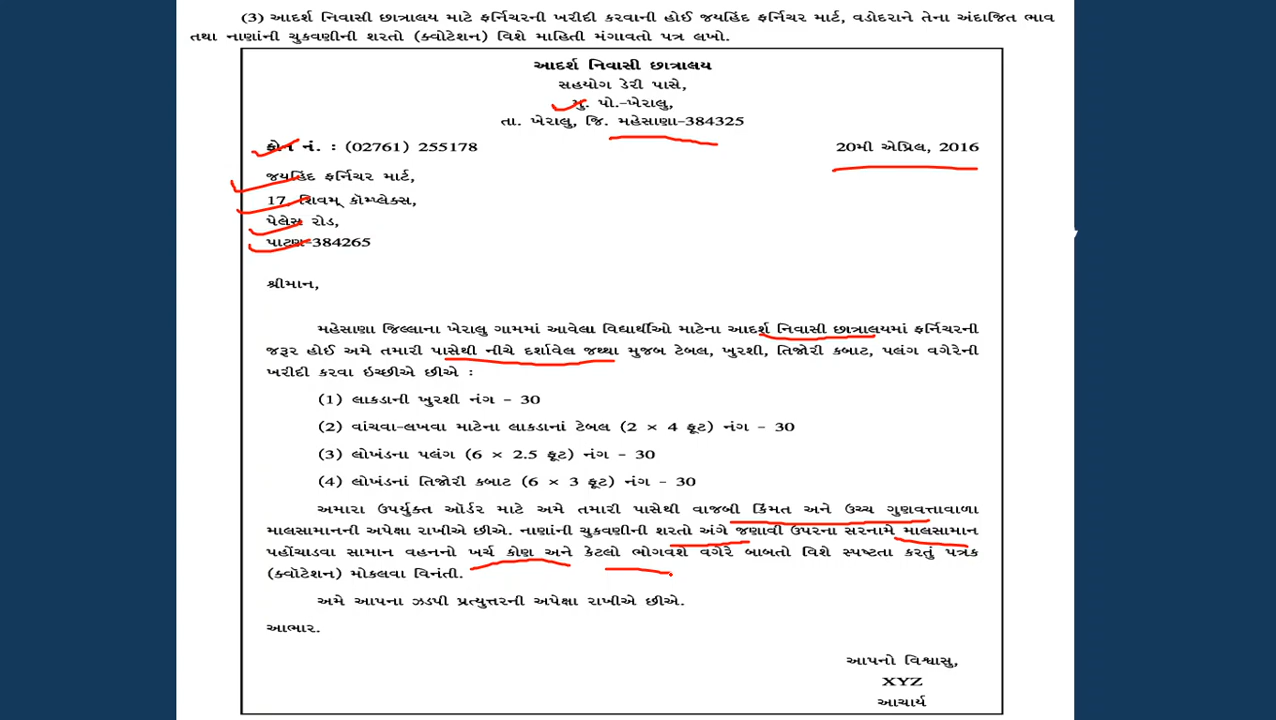 (3) આદર્શ નિવાસી છાત્રાલય માટે ફર્નિચરની ખરીદી કરવાની હોઈ જયહિંદ ફર્નિચર માર્ટ, વડોદરાને તેના અંદાજિત ભાવ
તથા નાણાંની ચુકવણીની શરતો (ક્વોટેશન) વિશે માહિતી મંગાવતો પત્ર લખો.
આદર્શ નિવાસી છાત્રાલય
સહયોગ ડેરી પાસે,
મુ. પો.-ખેરાલુ,
તા. ખેરાલુ, જિ. મહેસાણા-384325
ફોન નં. : (02761) 255178 20મી એપ્રિલ, 2016
જયહિંદ ફર્નિચર માર્ટ,
17, શિવમ્ કૉમ્પ્લેક્સ,
પેલેસ રોડ,
પાટણ-384265
શ્રીમાન,
મહેસાણા જિલ્લાના ખેરાલુ ગામમાં આવેલા વિદ્યાર્થીઓ માટેના આદર્શ નિવાસી છાત્રાલયમાં ફર્નિચરની
જરૂર હોઈ અમે તમારી પાસેથી નીચે દર્શાવેલ જથ્થા મુજબ ટેબલ, ખુરશી, તિજોરી કબાટ, પલંગ વગેરેની
ખરીદી કરવા ઇચ્છીએ છીએ :
(1) લાકડાની ખુરશી નંગ – 30
(2) વાંચવા-લખવા માટેના લાકડાનાં ટેબલ (2 × 4 ફૂટ) નંગ – 30
(3) લોખંડના પલંગ (6 × 2.5 ફૂટ) નંગ – 30
(4) લોખંડનાં તિજોરી કબાટ (6 × 3 ફૂટ) નંગ – 30
અમારા ઉપર્યુક્ત ઑર્ડર માટે અમે તમારી પાસેથી વાજબી કિંમત અને ઉચ્ચ ગુણવત્તાવાળા
માલસામાનની અપેક્ષા રાખીએ છીએ. નાણાંની ચુકવણીની શરતો અંગે જણાવી ઉપરના સરનામે માલસામાન
પહોંચાડવા સામાન વહનનો ખર્ચ કોણ અને કેટલો ભોગવશે વગેરે બાબતો વિશે સ્પષ્ટતા કરતું પત્રક
(ક્વૉટેશન) મોકલવા વિનંતી.
અમે આપના ઝડપી પ્રત્યુત્તરની અપેક્ષા રાખીએ છીએ.
આભાર.
આપનો વિશ્વાસુ,
XYZ
આચાર્ય